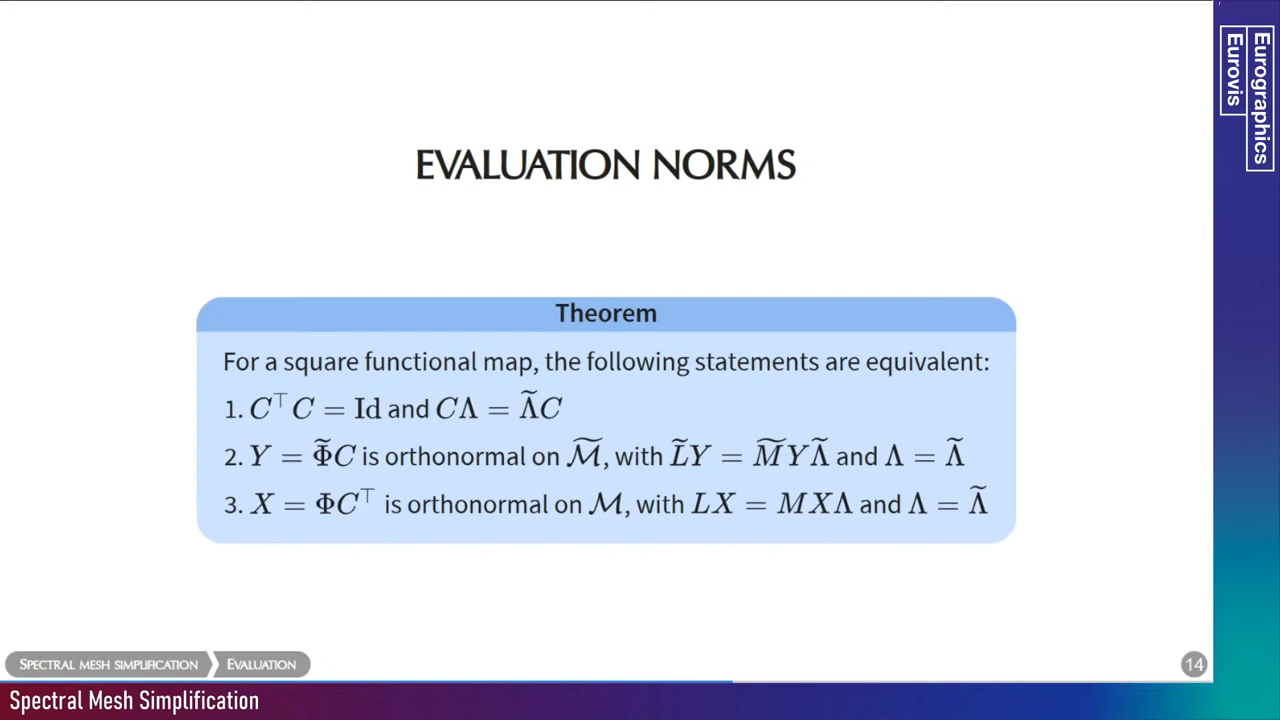 EVALUATION NORMS
Theorem
For a square functional map, the following statements are equivalent:
1. C⊤C = Id and CΛ = Λ̃C
2. Y = Φ̃C is orthonormal on ℳ̃, with L̃Y = M̃YΛ̃ and Λ = Λ̃
3. X = ΦC⊤ is orthonormal on ℳ, with LX = MXΛ and Λ = Λ̃
SPECTRAL MESH SIMPLIFICATION
EVALUATION
14
Spectral Mesh Simplification
Eurographics
Eurovis